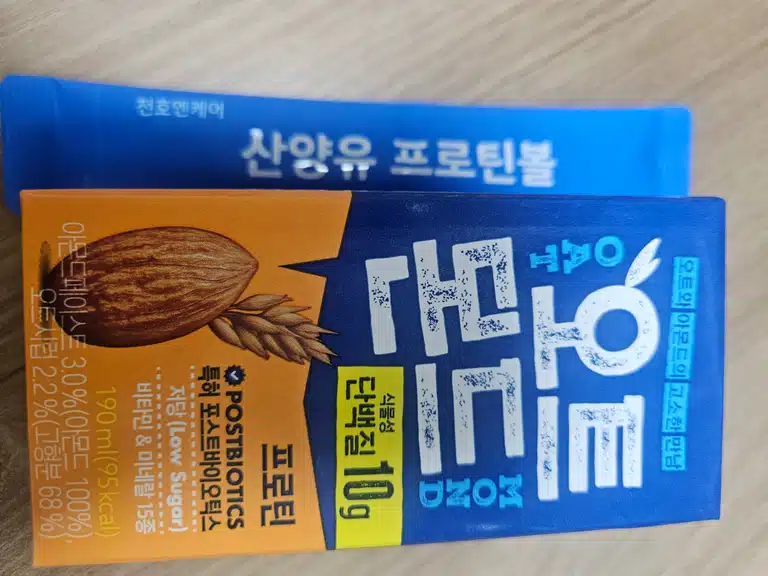 천호엔케어
산양유 프로틴볼
오트의 아몬드의 고소한 만남
OAT
오트
몬드
MOND
식물성
단백질 10g
프로틴
POSTBIOTICS
특허 포스트바이오틱스
저당(Low Sugar)
비타민 & 미네랄 15종
190 ml(95 kcal)
아몬드페이스트 3.0%(아몬드 100%),
오트시럽 2.2%(고형분 68%)